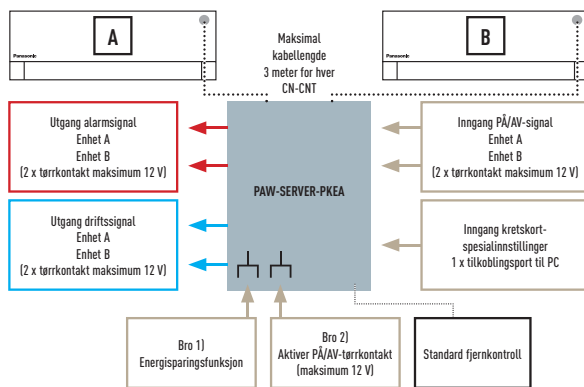 A
B
Panasonic
Panasonic
Maksimal
kabellengde
3 meter for hver
CN-CNT
Utgang alarmsignal
Enhet A
Enhet B
(2 x tørrkontakt maksimum 12 V)
Utgang driftssignal
Enhet A
Enhet B
(2 x tørrkontakt maksimum 12 V)
PAW-SERVER-PKEA
Inngang PÅ/AV-signal
Enhet A
Enhet B
(2 x tørrkontakt maksimum 12 V)
Inngang kretskort-
spesialinnstillinger
1 x tilkoblingsport til PC
Bro 1)
Energisparingsfunksjon
Bro 2)
Aktiver PÅ/AV-tørrkontakt
(maksimum 12 V)
Standard fjernkontroll